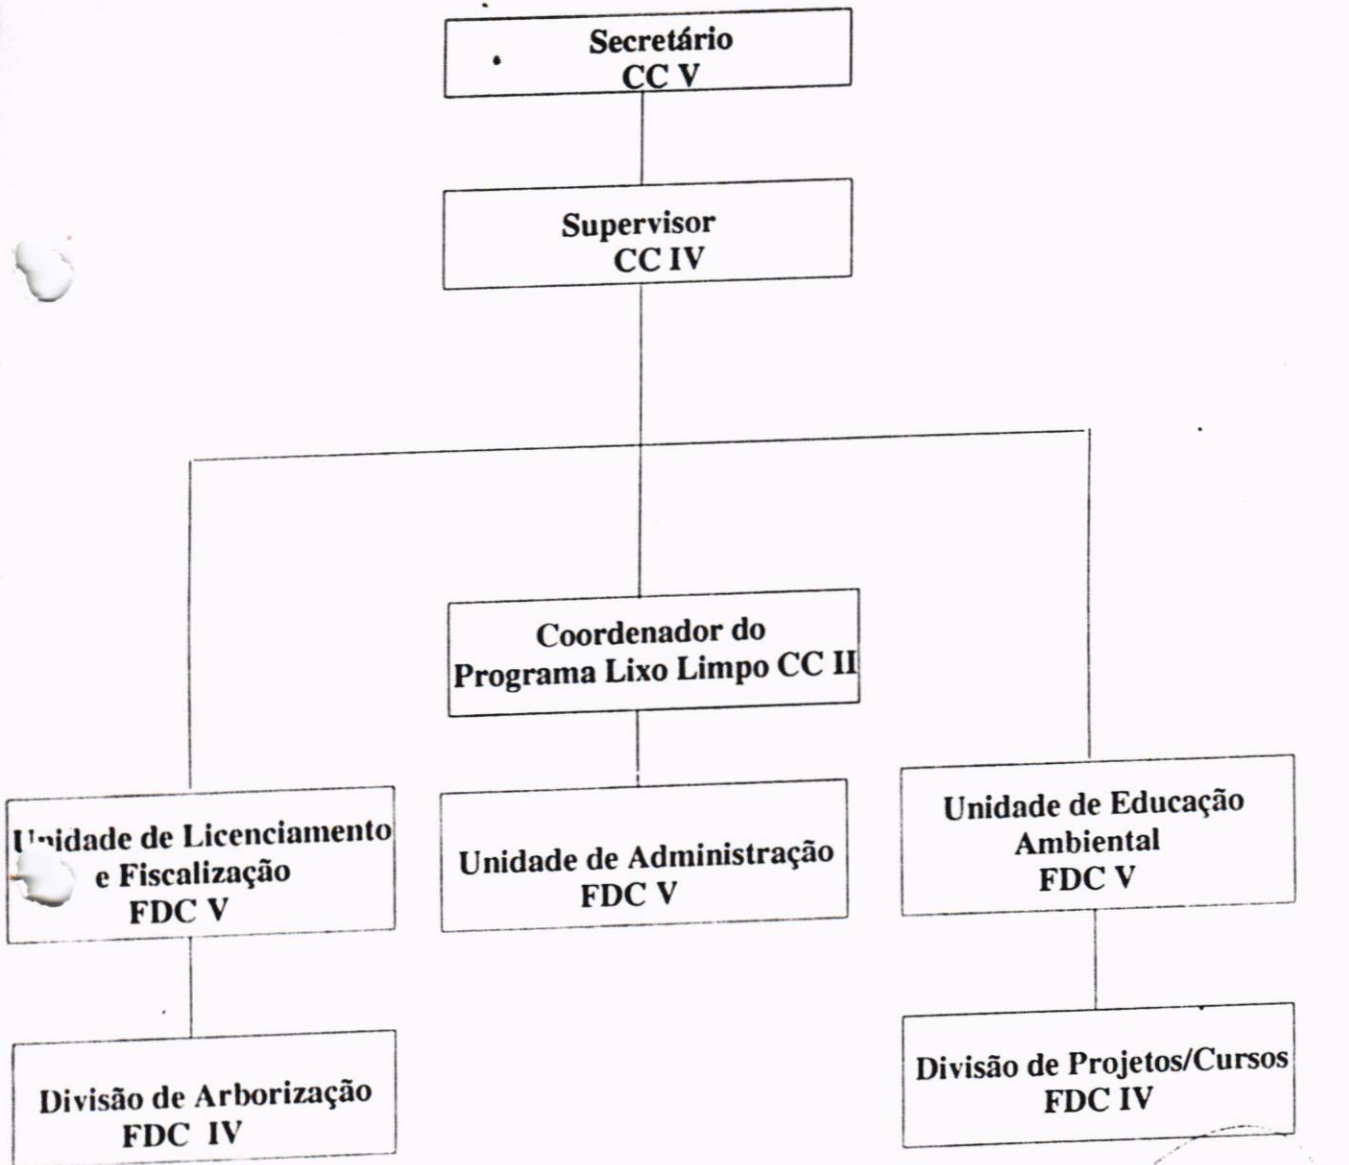 Secretário
CC V
Supervisor
CC IV
Coordenador do
Programa Lixo Limpo CC II
Unidade de Licenciamento
e Fiscalização
FDC V
Unidade de Administração
FDC V
Unidade de Educação
Ambiental
FDC V
Divisão de Arborização
FDC IV
Divisão de Projetos/Cursos
FDC IV